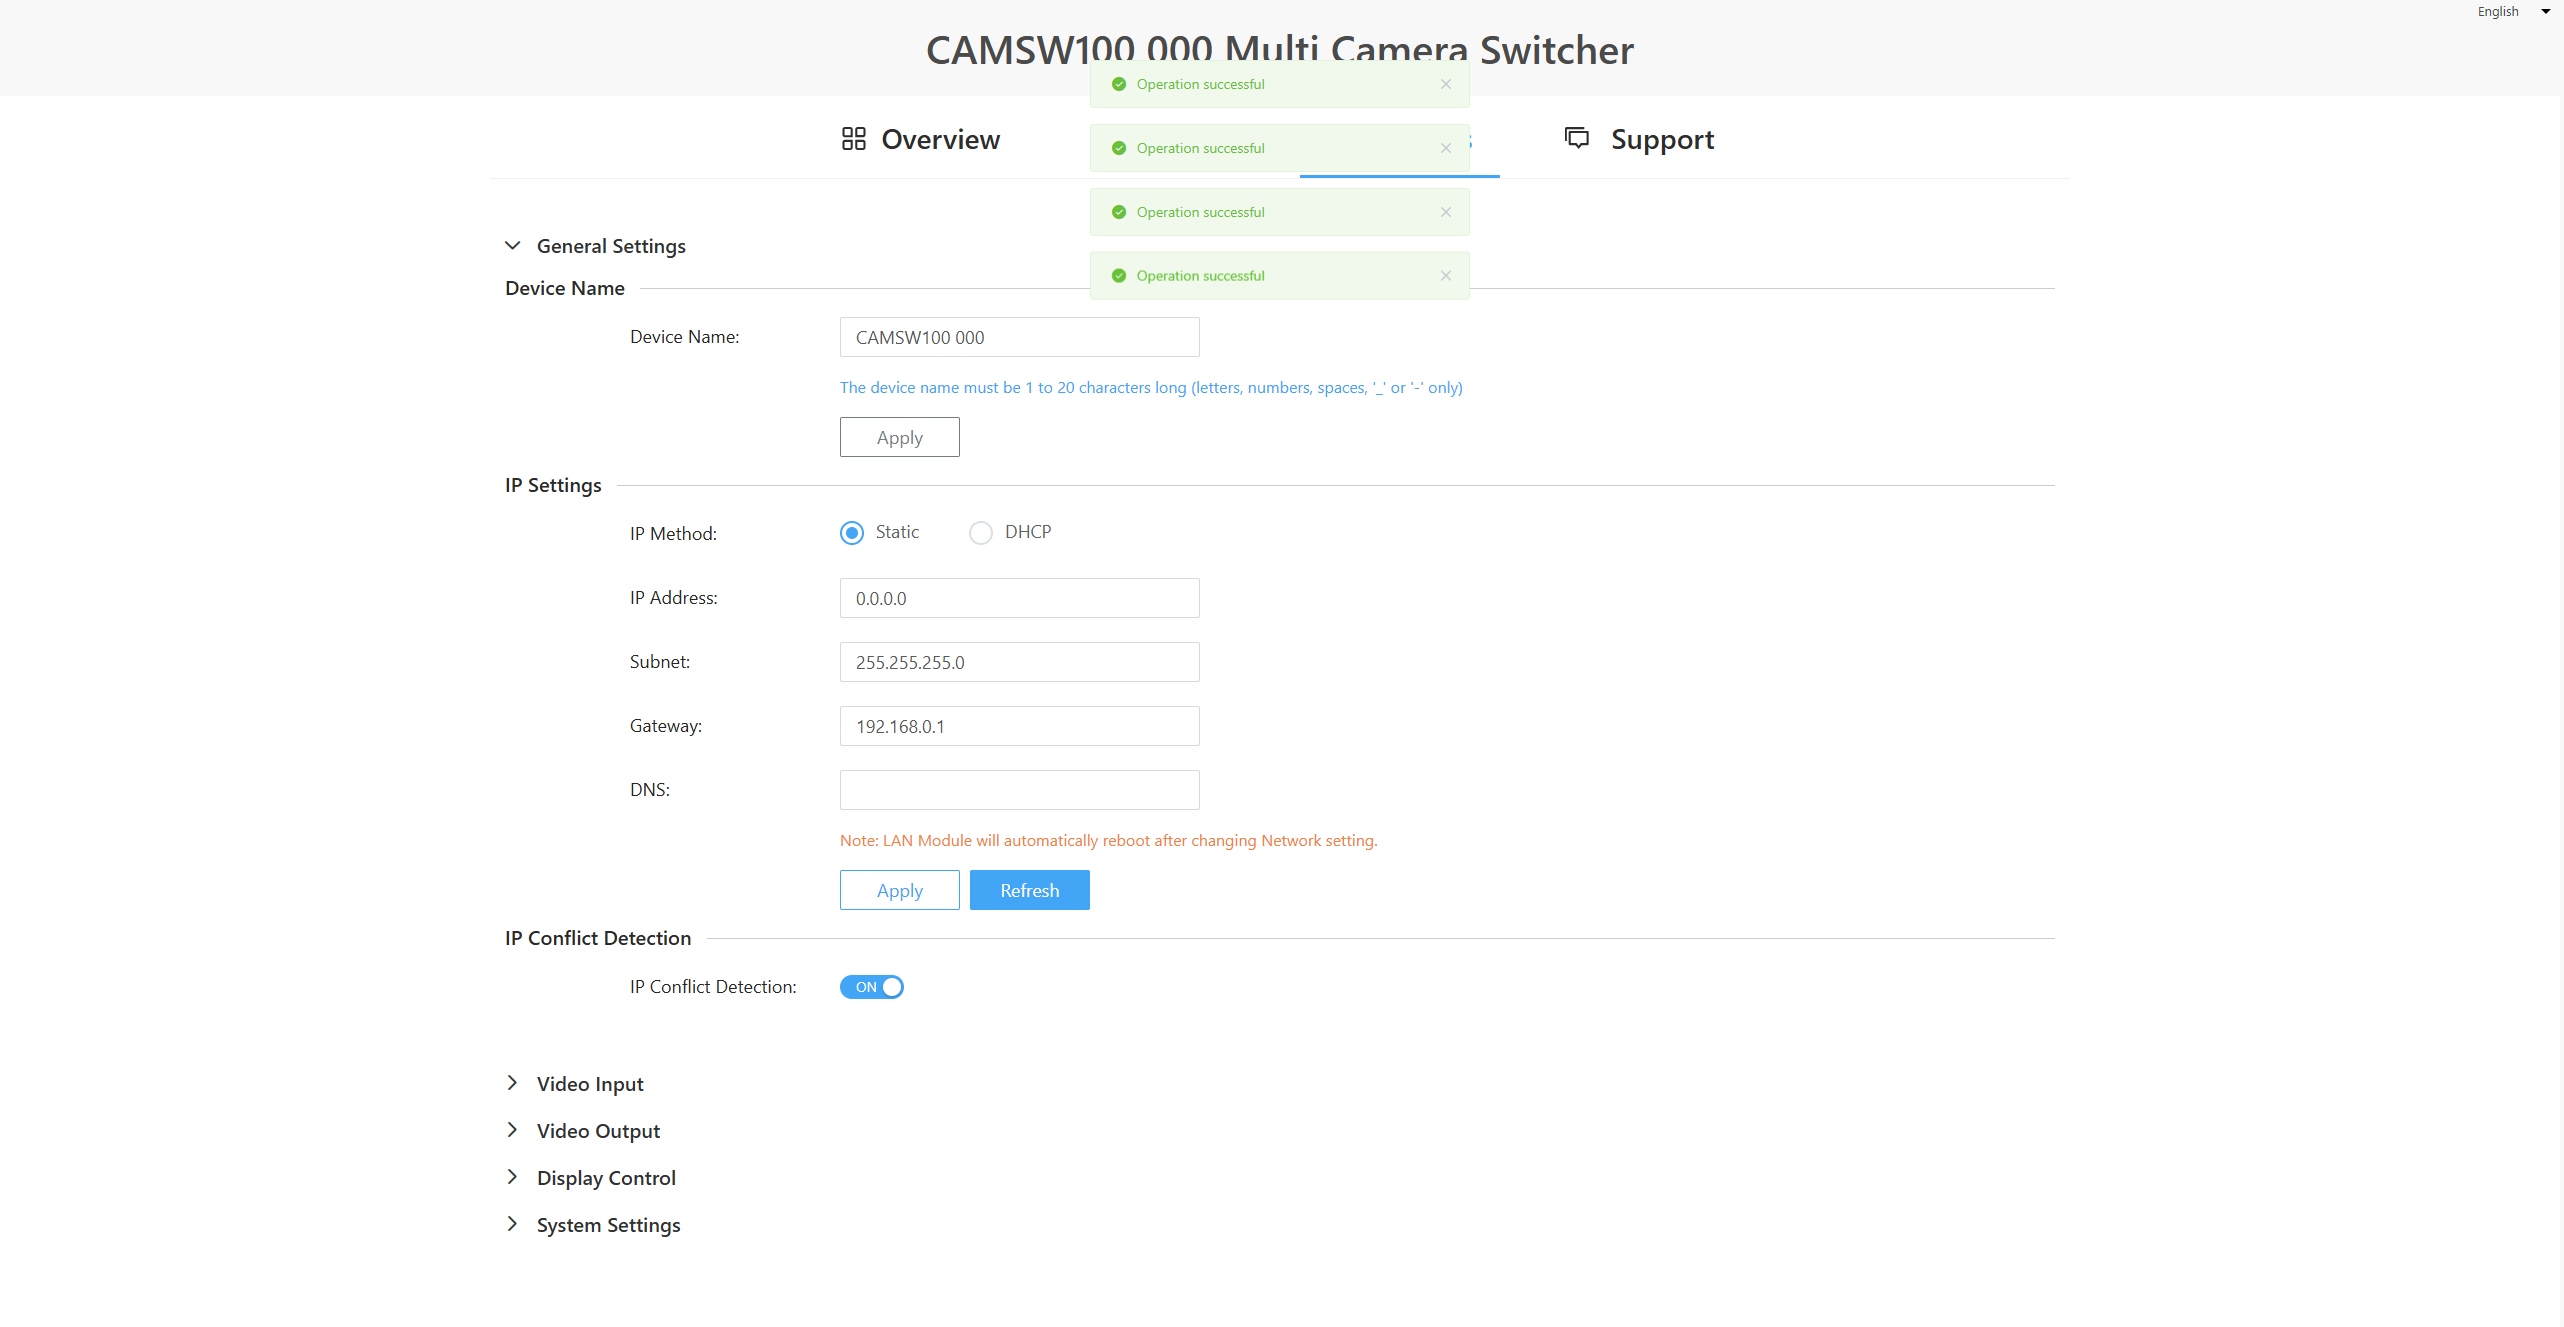 English
CAMSW100 000 Multi Camera Switcher
Operation successful
Overview
Operation successful
Support
Operation successful
General Settings
Operation successful
Device Name
Device Name:
CAMSW100 000
The device name must be 1 to 20 characters long (letters, numbers, spaces, '_' or '-' only)
Apply
IP Settings
IP Method:
Static
DHCP
IP Address:
0.0.0.0
Subnet:
255.255.255.0
Gateway:
192.168.0.1
DNS:
Note: LAN Module will automatically reboot after changing Network setting.
Apply
Refresh
IP Conflict Detection
IP Conflict Detection:
ON
Video Input
Video Output
Display Control
System Settings